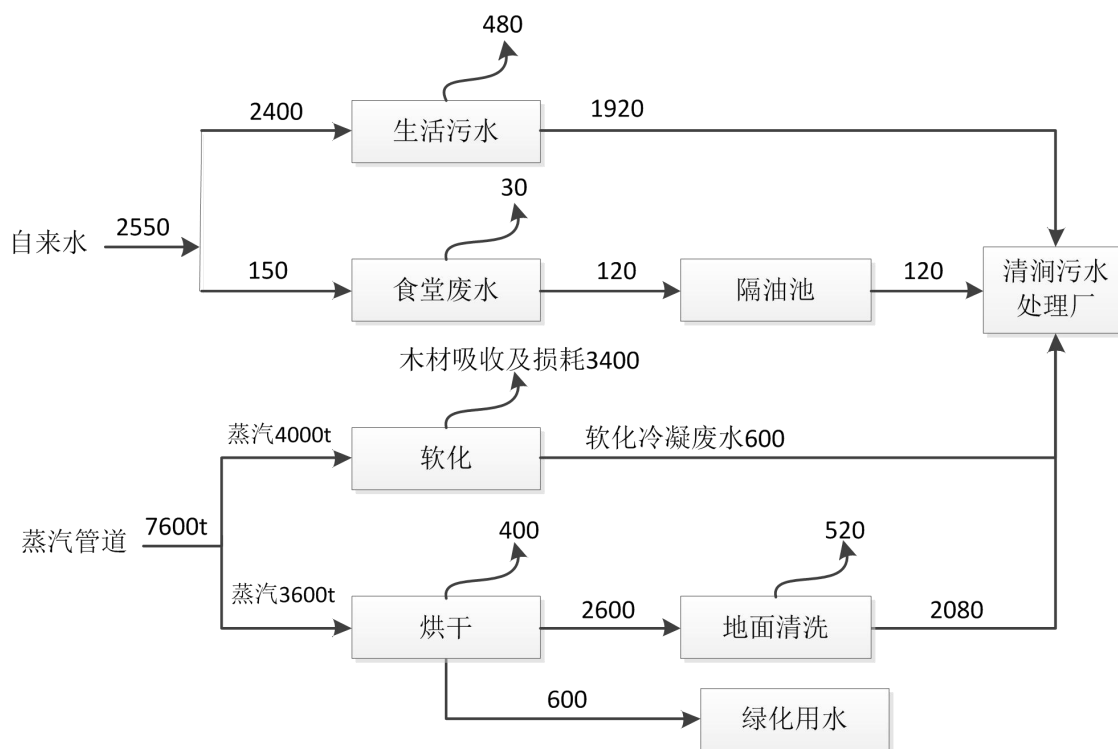 480
2400
生活污水
1920
30
自来水
2550
150
食堂废水
120
隔油池
120
清涧污水
处理厂
木材吸收及损耗3400
蒸汽4000t
软化
软化冷凝废水600
蒸汽管道
7600t
400
520
蒸汽3600t
烘干
2600
地面清洗
2080
600
绿化用水